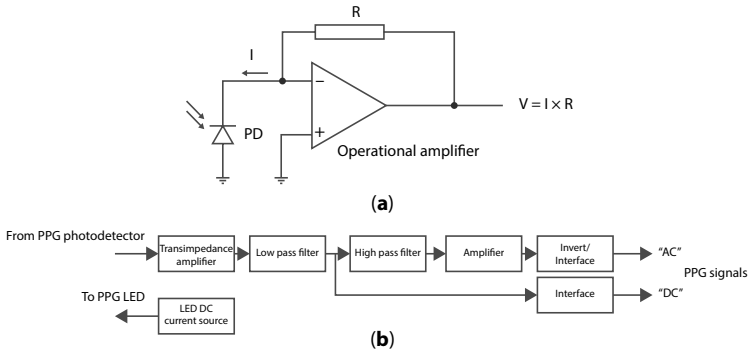 R
I
−
V = I × R
+
PD
Operational amplifier
(a)
From PPG photodetector
Transimpedance
amplifier
Low pass filter
High pass filter
Amplifier
Invert/
Interface
"AC"
PPG signals
Interface
"DC"
To PPG LED
LED DC
current source
(b)